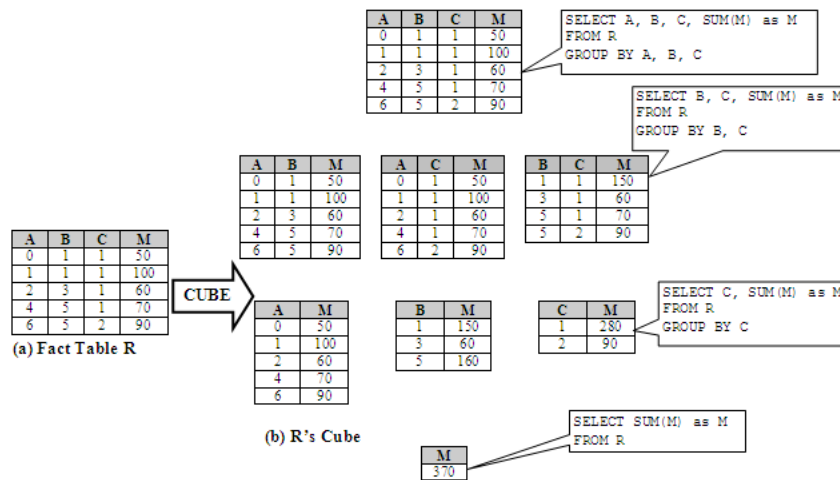 A B C M
0 1 1 50
1 1 1 100
2 3 1 60
4 5 1 70
6 5 2 90
SELECT A, B, C, SUM(M) as M
FROM R
GROUP BY A, B, C
SELECT B, C, SUM(M) as M
FROM R
GROUP BY B, C
A B M
0 1 50
1 1 100
2 3 60
4 5 70
6 5 90
A C M
0 1 50
1 1 100
2 1 60
4 1 70
6 2 90
B C M
1 1 150
3 1 60
5 1 70
5 2 90
A B C M
0 1 1 50
1 1 1 100
2 3 1 60
4 5 1 70
6 5 2 90
(a) Fact Table R
CUBE
A M
0 50
1 100
2 60
4 70
6 90
B M
1 150
3 60
5 160
C M
1 280
2 90
SELECT C, SUM(M) as M
FROM R
GROUP BY C
(b) R's Cube
SELECT SUM(M) as M
FROM R
M
370